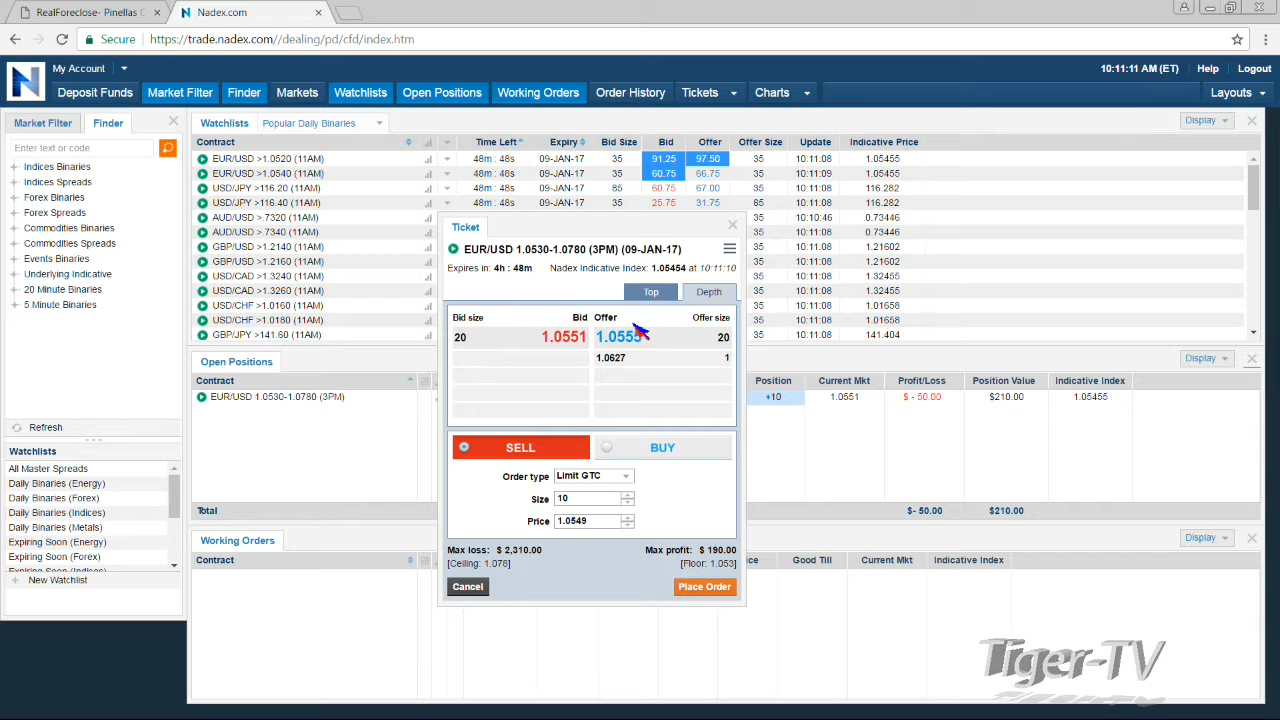 RealForeclose- Pinellas C
Nadex.com
Secure https://trade.nadex.com//dealing/pd/cfd/index.htm
My Account 10:11:11 AM (ET) Help Logout
Deposit Funds Market Filter Finder Markets Watchlists Open Positions Working Orders Order History Tickets Charts Layouts
Market Filter Finder
Enter text or code
Indices Binaries
Indices Spreads
Forex Binaries
Forex Spreads
Commodities Binaries
Commodities Spreads
Events Binaries
Underlying Indicative
20 Minute Binaries
5 Minute Binaries
Refresh
Watchlists
All Master Spreads
Daily Binaries (Energy)
Daily Binaries (Forex)
Daily Binaries (Indices)
Daily Binaries (Metals)
Expiring Soon (Energy)
Expiring Soon (Forex)
Expiring Soon (Indices)
New Watchlist
Watchlists Popular Daily Binaries Display
Contract Time Left Expiry Bid Size Bid Offer Offer Size Update Indicative Price
EUR/USD >1.0520 (11AM) 48m : 48s 09-JAN-17 35 91.25 97.50 35 10:11:08 1.05455
EUR/USD >1.0540 (11AM) 48m : 48s 09-JAN-17 35 60.75 66.75 35 10:11:09 1.05455
USD/JPY >116.20 (11AM) 48m : 48s 09-JAN-17 85 60.75 67.00 35 10:11:08 116.282
USD/JPY >116.40 (11AM) 48m : 48s 09-JAN-17 35 25.75 31.75 85 10:11:08 116.282
AUD/USD >.7320 (11AM) 35 10:10:46 0.73446
AUD/USD >.7340 (11AM) 35 10:11:08 0.73446
GBP/USD >1.2140 (11AM) 35 10:11:08 1.21602
GBP/USD >1.2160 (11AM) 35 10:11:08 1.21602
USD/CAD >1.3240 (11AM) 35 10:11:08 1.32455
USD/CAD >1.3260 (11AM) 35 10:11:08 1.32455
USD/CHF >1.0160 (11AM) 35 10:11:08 1.01658
USD/CHF >1.0180 (11AM) 35 10:11:08 1.01658
GBP/JPY >141.60 (11AM) 35 10:11:08 141.404
Ticket
EUR/USD 1.0530-1.0780 (3PM) (09-JAN-17)
Expires in: 4h : 48m Nadex Indicative Index: 1.05454 at 10:11:10
Top Depth
Bid size Bid Offer Offer size
20 1.0551 1.0555 20
1.0627 1
SELL BUY
Order type Limit GTC
Size 10
Price 1.0549
Max loss: $ 2,310.00 Max profit: $ 190.00
[Ceiling: 1.078] [Floor: 1.053]
Cancel Place Order
Open Positions Display
Contract Position Current Mkt Profit/Loss Position Value Indicative Index
EUR/USD 1.0530-1.0780 (3PM) +10 1.0551 $ - 50.00 $210.00 1.05455
Total $- 50.00 $210.00
Working Orders Display
Contract ce Good Till Current Mkt Indicative Index
Tiger-TV